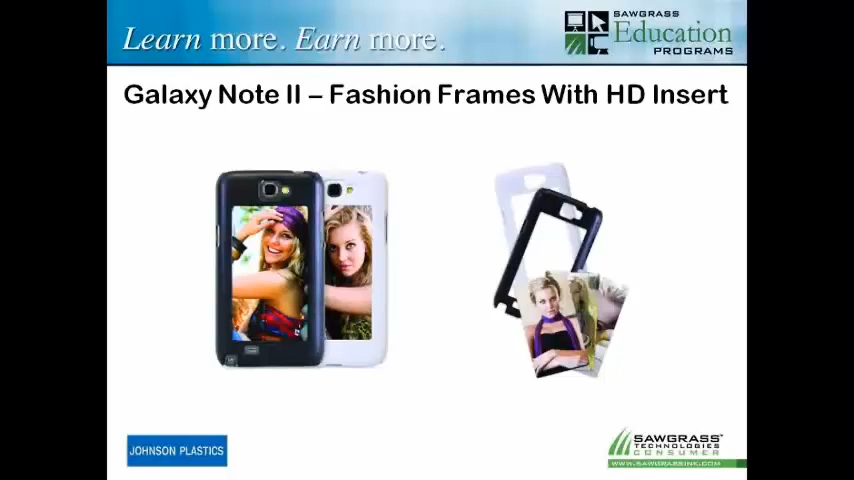 Learn more. Earn more.
SAWGRASS
Education
PROGRAMS
Galaxy Note II – Fashion Frames With HD Insert
JOHNSON PLASTICS
SAWGRASS™
TECHNOLOGIES
CONSUMER
WWW.SAWGRASSINK.COM